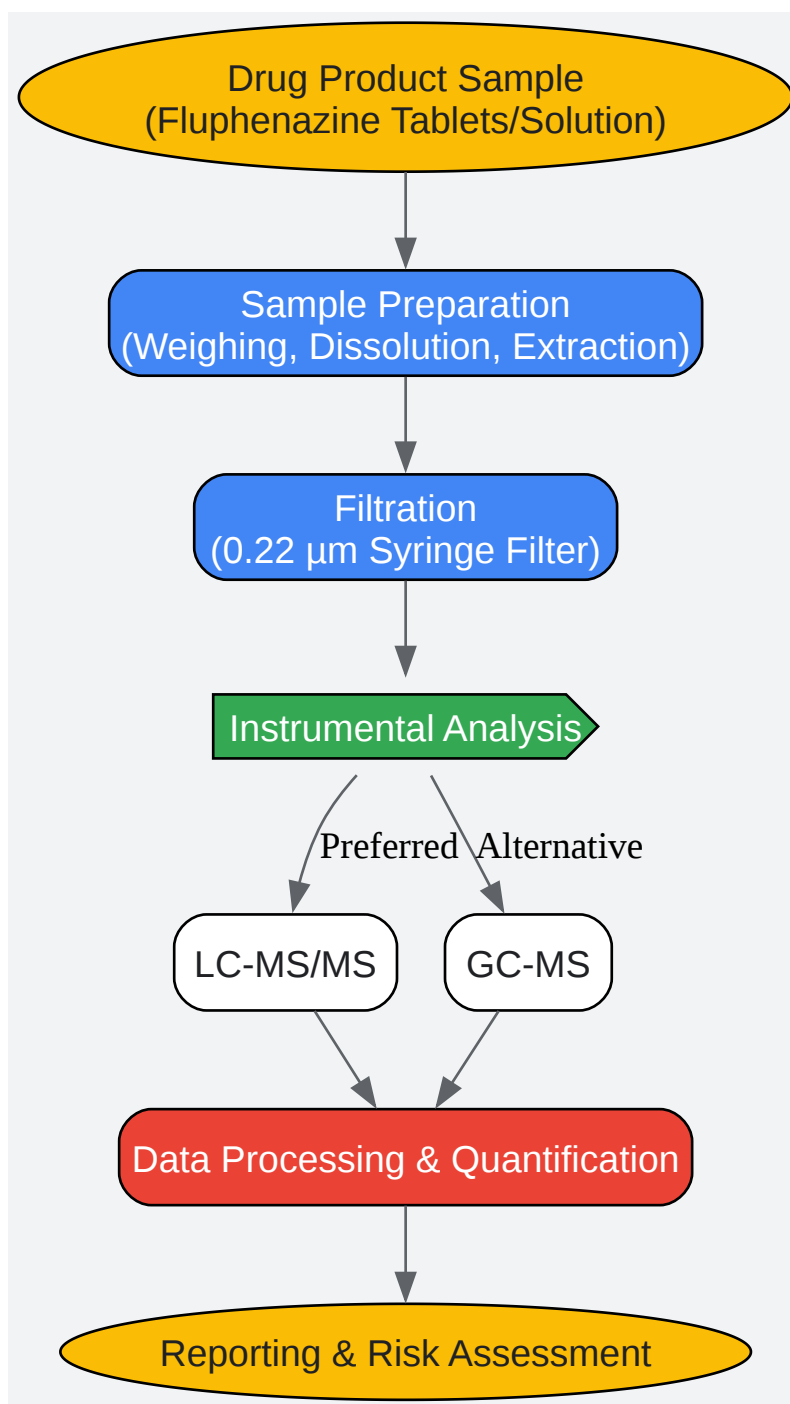 Drug Product Sample
(Fluphenazine Tablets/Solution)
Sample Preparation
(Weighing, Dissolution, Extraction)
Filtration
(0.22 µm Syringe Filter)
Instrumental Analysis
Preferred
Alternative
LC-MS/MS
GC-MS
Data Processing & Quantification
Reporting & Risk Assessment